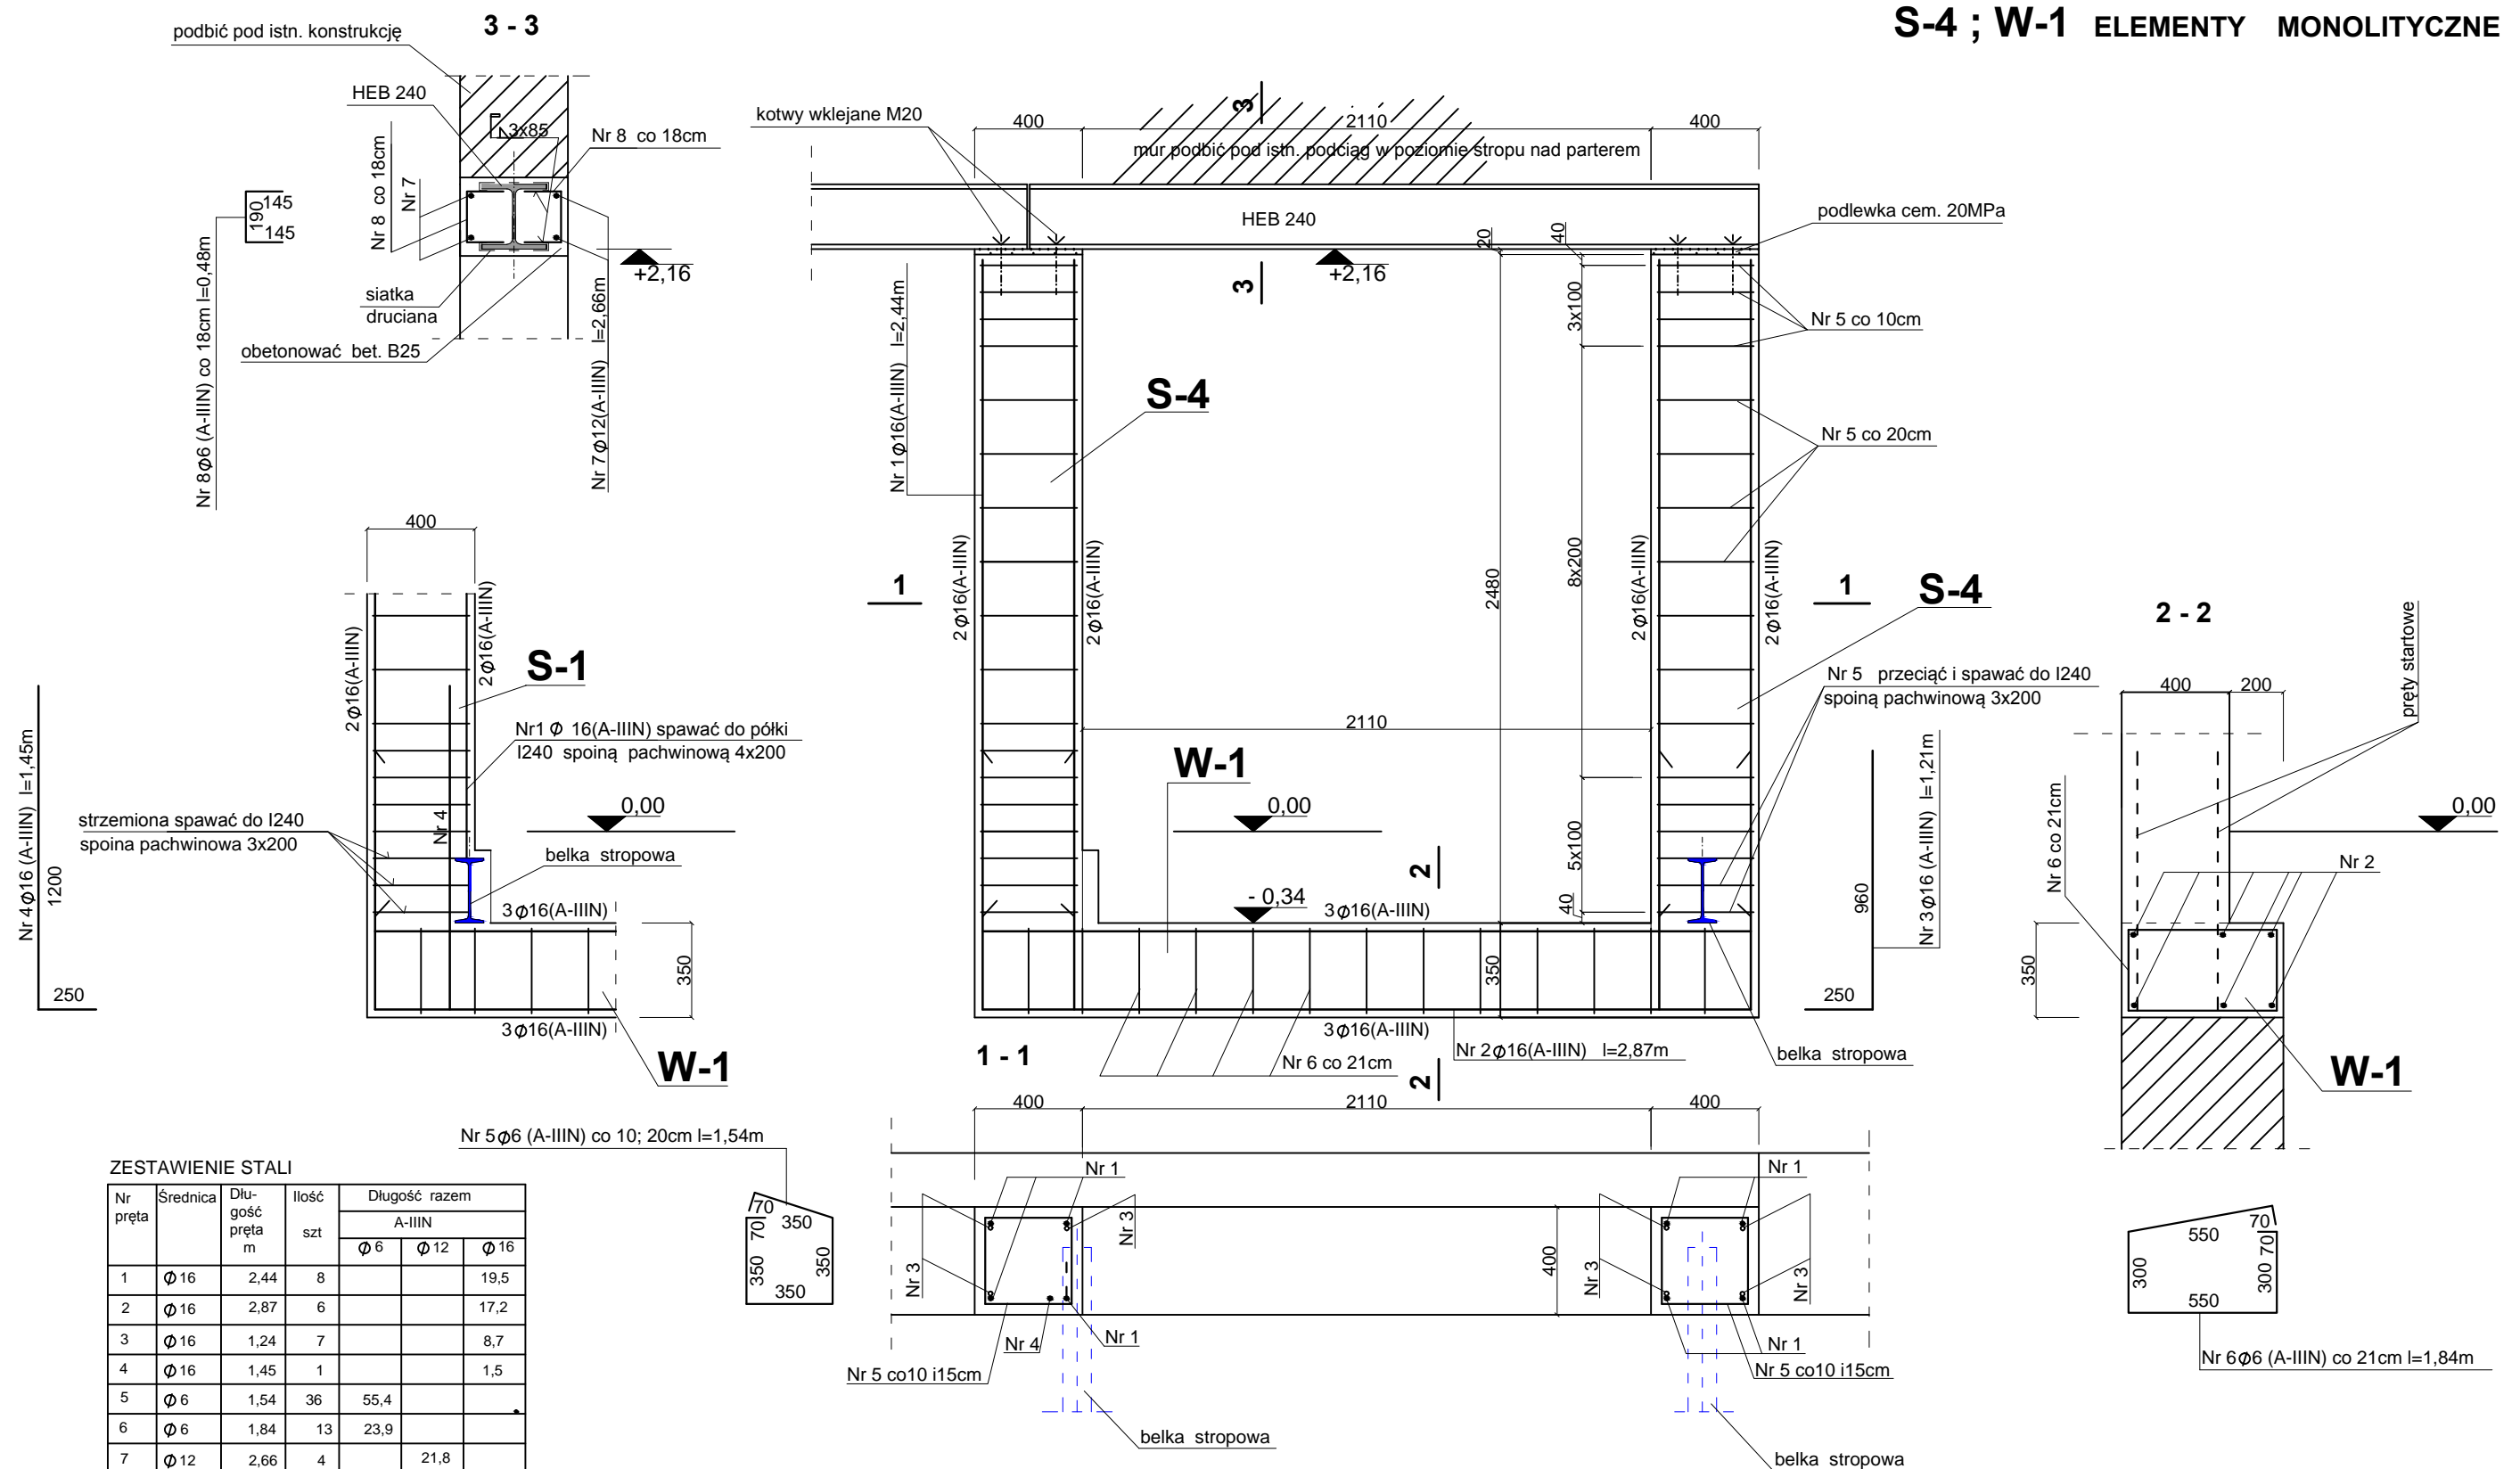 S-4 ; W-1 ELEMENTY MONOLITYCZNE
3 - 3
podbić pod istn. konstrukcję
HEB 240
3x85
Nr 8 co 18cm
Nr 8 co 18cm
Nr 7
190
145
145
Nr 8ϕ6 (A-IIIN) co 18cm l=0,48m
siatka
druciana
obetonować bet. B25
+2,16
Nr 7ϕ12(A-IIIN) l=2,66m
kotwy wklejane M20
400
2110
400
3
mur podbić pod istn. podciąg w poziomie stropu nad parterem
HEB 240
podlewka cem. 20MPa
20
40
+2,16
3
3x100
Nr 5 co 10cm
Nr 1ϕ16(A-IIIN) l=2,44m
S-4
Nr 5 co 20cm
2ϕ16(A-IIIN)
2ϕ16(A-IIIN)
2ϕ16(A-IIIN)
2ϕ16(A-IIIN)
1
1
2480
8x200
S-4
Nr 5 przeciąć i spawać do I240
spoiną pachwinową 3x200
2110
W-1
0,00
5x100
2
- 0,34
40
3ϕ16(A-IIIN)
350
3ϕ16(A-IIIN)
Nr 2ϕ16(A-IIIN) l=2,87m
Nr 6 co 21cm
2
belka stropowa
960
250
Nr 3ϕ16 (A-IIIN) l=1,21m
400
2ϕ16(A-IIIN)
2ϕ16(A-IIIN)
S-1
Nr1 ϕ 16(A-IIIN) spawać do półki
I240 spoiną pachwinową 4x200
Nr 4ϕ16 (A-IIIN) l=1,45m
1200
250
strzemiona spawać do I240
spoina pachwinowa 3x200
Nr 4
0,00
belka stropowa
3ϕ16(A-IIIN)
350
3ϕ16(A-IIIN)
W-1
2 - 2
400
200
pręty startowe
Nr 6 co 21cm
0,00
Nr 2
350
W-1
1 - 1
400
2110
400
Nr 5ϕ6 (A-IIIN) co 10; 20cm l=1,54m
70
70
350
350
350
350
Nr 1
Nr 3
Nr 3
Nr 4
Nr 1
Nr 5 co10 i15cm
belka stropowa
400
Nr 1
Nr 3
Nr 3
Nr 1
Nr 5 co10 i15cm
belka stropowa
70
550
70
300
300
550
Nr 6ϕ6 (A-IIIN) co 21cm l=1,84m
ZESTAWIENIE STALI
Nr pręta Średnica Dłu-gość pręta m Ilość szt Długość razem
A-IIIN
ϕ 6 ϕ 12 ϕ 16
1 ϕ 16 2,44 8 19,5
2 ϕ 16 2,87 6 17,2
3 ϕ 16 1,24 7 8,7
4 ϕ 16 1,45 1 1,5
5 ϕ 6 1,54 36 55,4
6 ϕ 6 1,84 13 23,9
7 ϕ 12 2,66 4 21,8